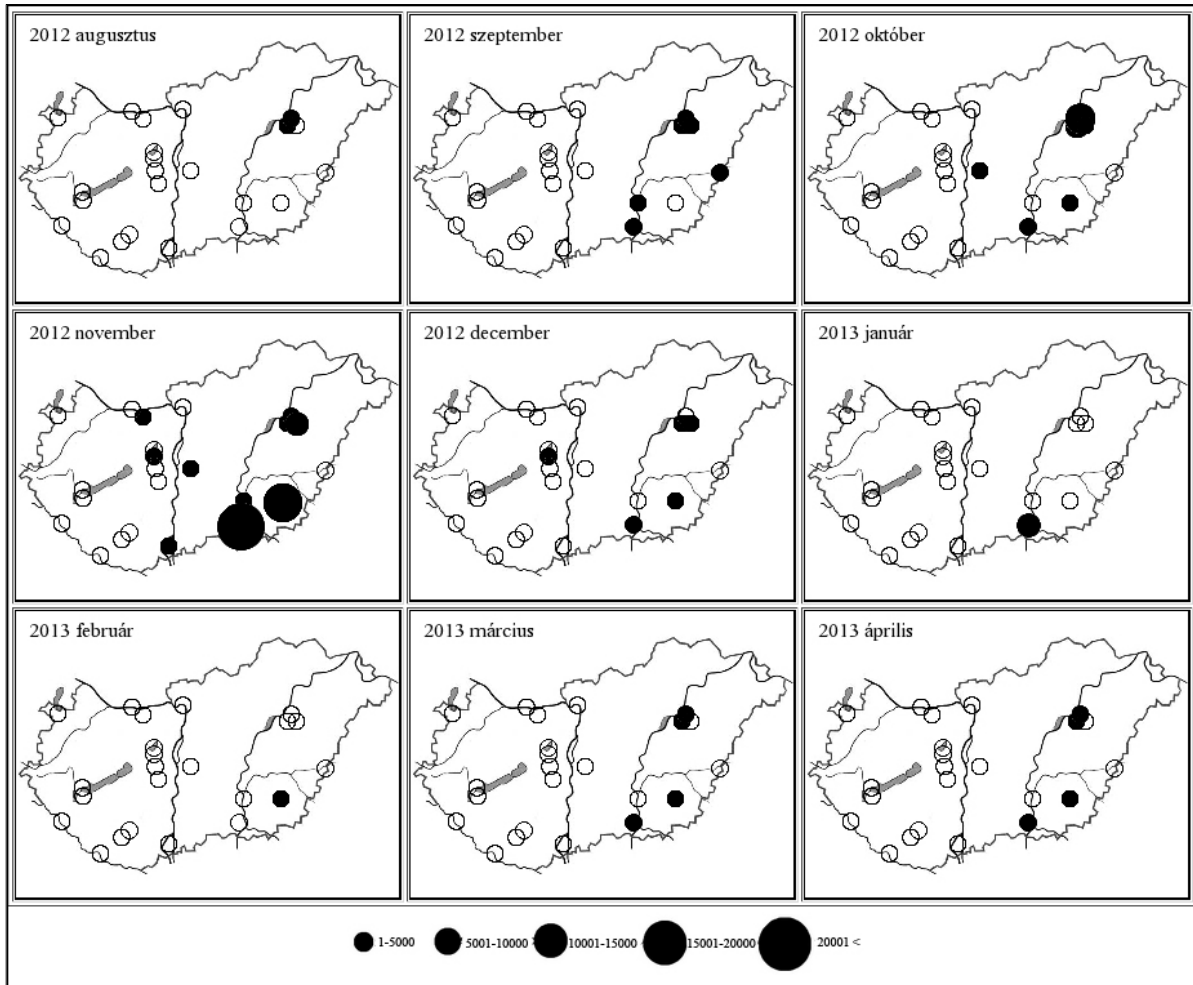 2012 augusztus
2012 szeptember
2012 október
2012 november
2012 december
2013 január
2013 február
2013 március
2013 április
1-5000 5001-10000 10001-15000 15001-20000 20001 <